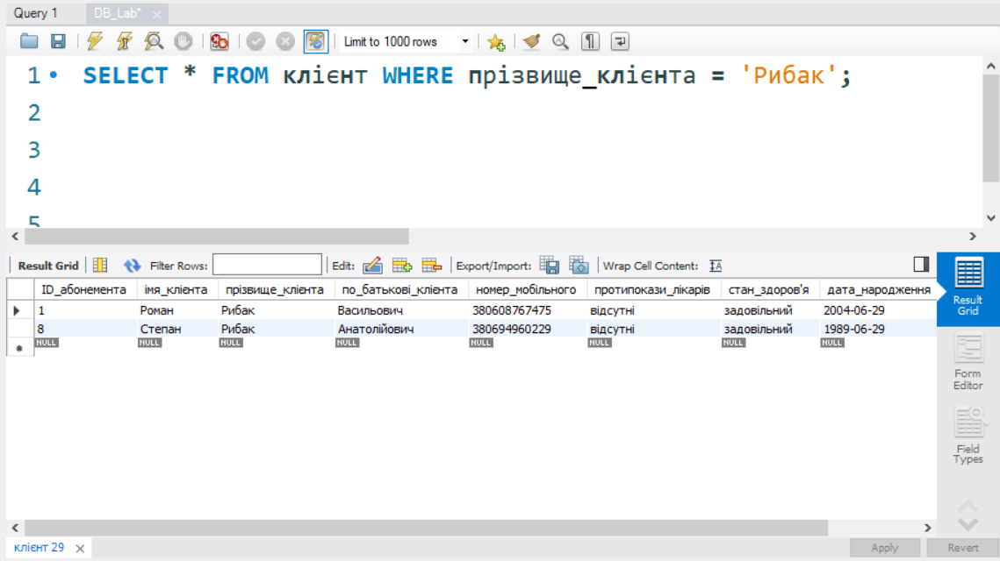 Query 1 DB_Lab*
Limit to 1000 rows
1 SELECT * FROM клієнт WHERE прізвище_клієнта = 'Рибак';
2
3
4
5
Result Grid Filter Rows: Edit: Export/Import: Wrap Cell Content:
ID_абонемента імя_клієнта прізвище_клієнта по_батькові_клієнта номер_мобільного протипокази_лікарів стан_здоров'я дата_народження
1 Роман Рибак Васильович 380608767475 відсутні задовільний 2004-06-29
8 Степан Рибак Анатолійович 380694960229 відсутні задовільний 1989-06-29
NULL NULL NULL NULL NULL NULL NULL NULL
Result
Grid
Form
Editor
Field
Types
клієнт 29 Apply Revert